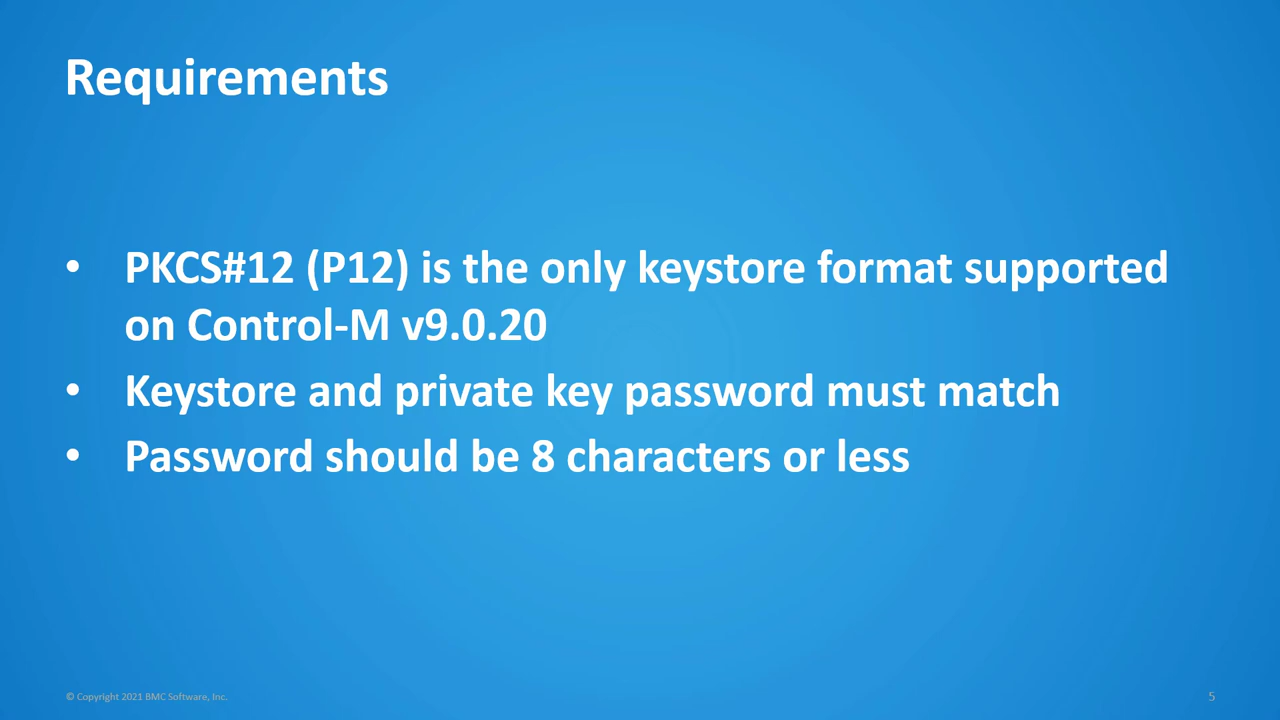 Requirements
• PKCS#12 (P12) is the only keystore format supported
on Control-M v9.0.20
• Keystore and private key password must match
• Password should be 8 characters or less
© Copyright 2021 BMC Software, Inc.
5